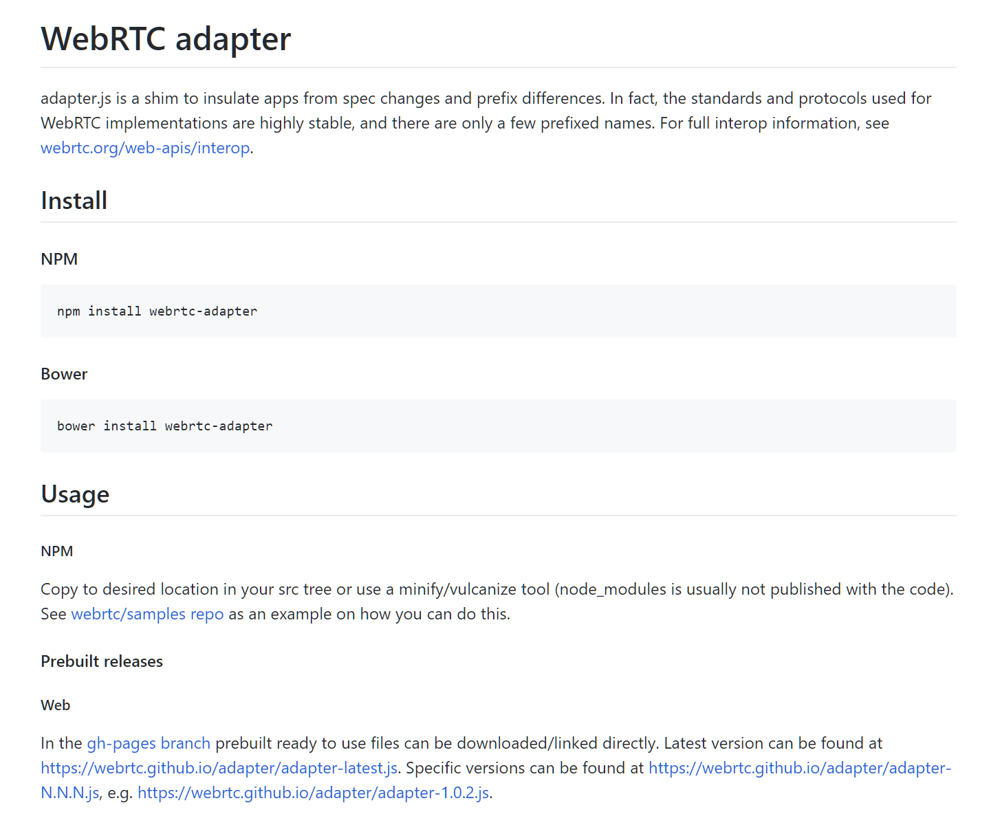 WebRTC adapter
adapter.js is a shim to insulate apps from spec changes and prefix differences. In fact, the standards and protocols used for
WebRTC implementations are highly stable, and there are only a few prefixed names. For full interop information, see
webrtc.org/web-apis/interop.
Install
NPM
npm install webrtc-adapter
Bower
bower install webrtc-adapter
Usage
NPM
Copy to desired location in your src tree or use a minify/vulcanize tool (node_modules is usually not published with the code).
See webrtc/samples repo as an example on how you can do this.
Prebuilt releases
Web
In the gh-pages branch prebuilt ready to use files can be downloaded/linked directly. Latest version can be found at
https://webrtc.github.io/adapter/adapter-latest.js. Specific versions can be found at https://webrtc.github.io/adapter/adapter-
N.N.N.js, e.g. https://webrtc.github.io/adapter/adapter-1.0.2.js.